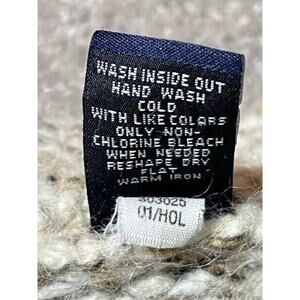 WASH INSIDE OUT
HAND WASH
COLD
WITH LIKE COLORS
ONLY NON-
CHLORINE BLEACH
WHEN NEEDED
RESHAPE DRY
FLAT
WARM IRON
303025
01/HOL